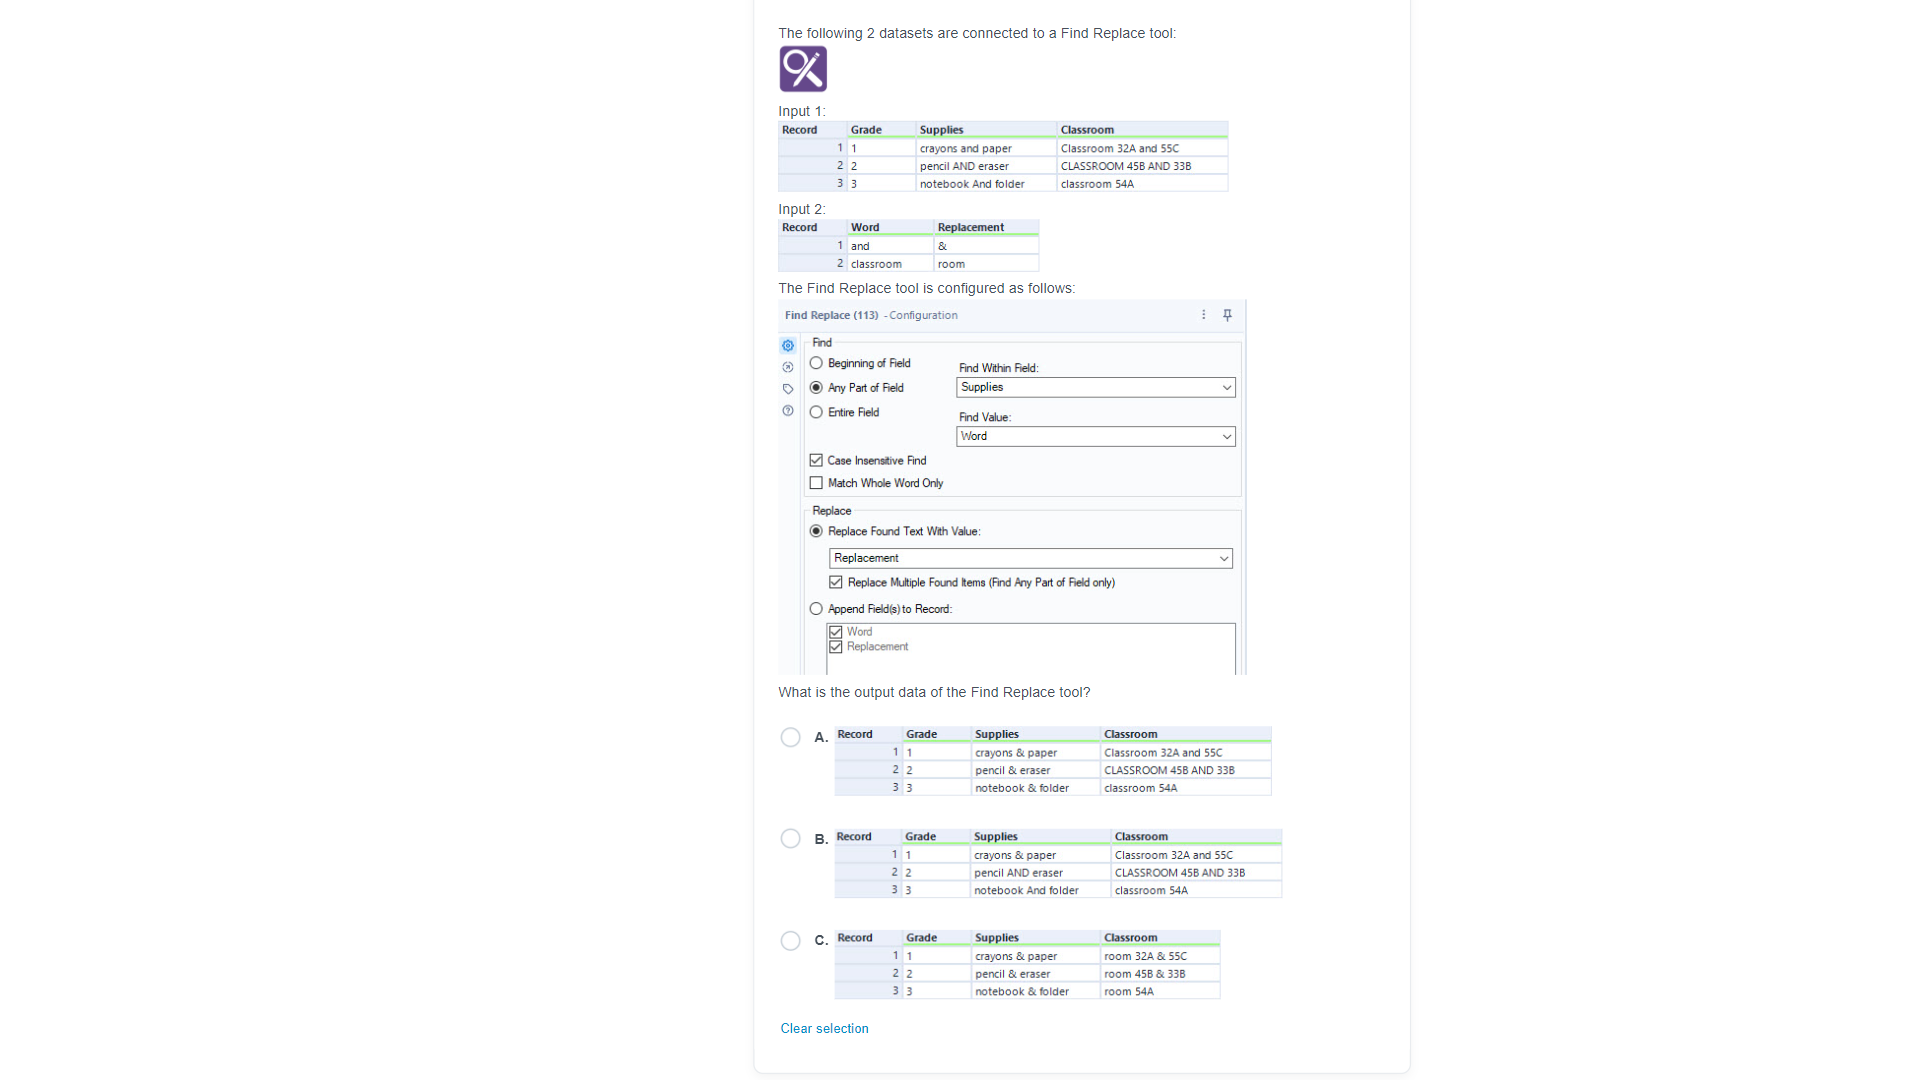 The following 2 datasets are connected to a Find Replace tool:
Input 1:
Record Grade Supplies Classroom
1 1 crayons and paper Classroom 32A and 55C
2 2 pencil AND eraser CLASSROOM 45B AND 33B
3 3 notebook And folder classroom 54A
Input 2:
Record Word Replacement
1 and &
2 classroom room
The Find Replace tool is configured as follows:
Find Replace (113) - Configuration
Find
Beginning of Field
Find Within Field:
Any Part of Field
Supplies
Entire Field
Find Value:
Word
Case Insensitive Find
Match Whole Word Only
Replace
Replace Found Text With Value:
Replacement
Replace Multiple Found Items (Find Any Part of Field only)
Append Field(s) to Record:
Word
Replacement
What is the output data of the Find Replace tool?
A. Record Grade Supplies Classroom
1 1 crayons & paper Classroom 32A and 55C
2 2 pencil & eraser CLASSROOM 45B AND 33B
3 3 notebook & folder classroom 54A
B. Record Grade Supplies Classroom
1 1 crayons & paper Classroom 32A and 55C
2 2 pencil AND eraser CLASSROOM 45B AND 33B
3 3 notebook And folder classroom 54A
C. Record Grade Supplies Classroom
1 1 crayons & paper room 32A & 55C
2 2 pencil & eraser room 45B & 33B
3 3 notebook & folder room 54A
Clear selection